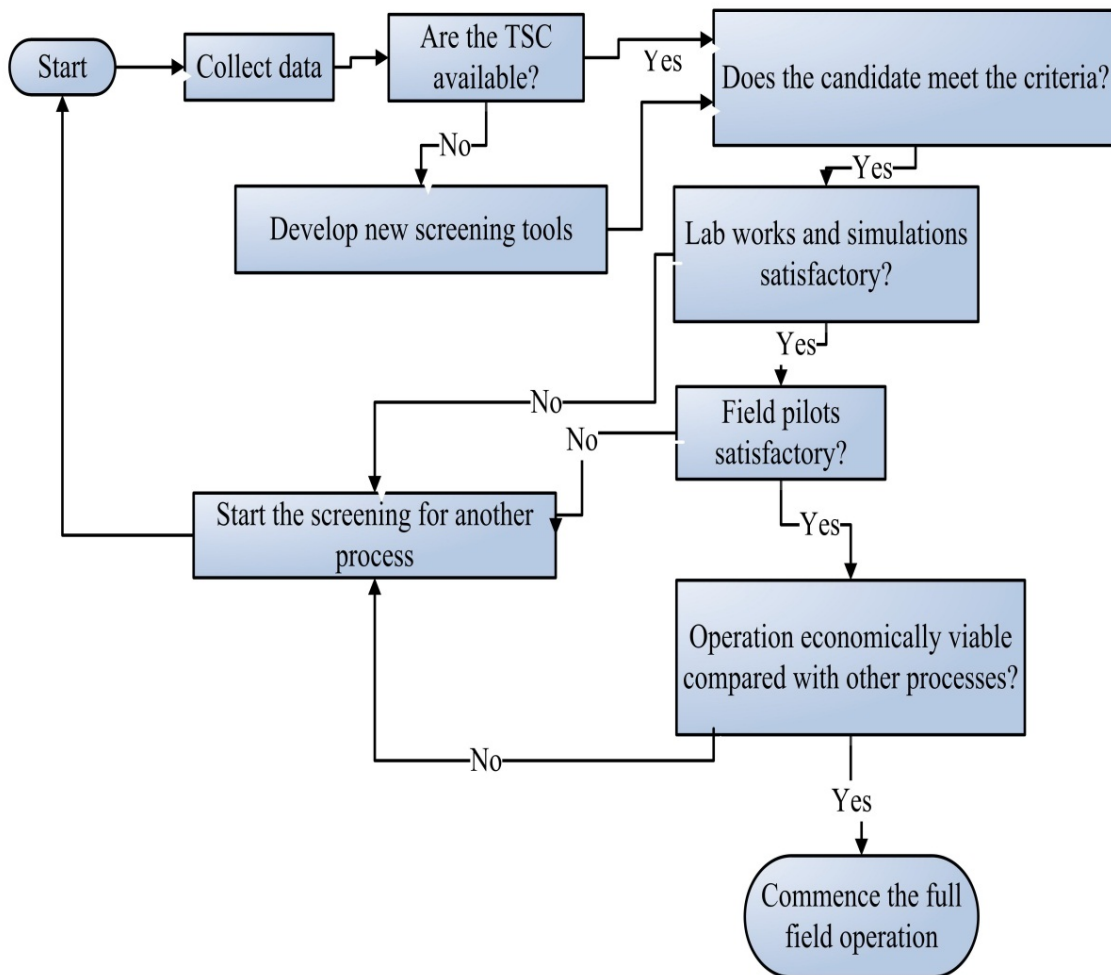 Start
Collect data
Are the TSC
available?
Yes
Does the candidate meet the criteria?
No
Yes
Develop new screening tools
Lab works and simulations
satisfactory?
Yes
No
Field pilots
satisfactory?
No
Start the screening for another
process
Yes
Operation economically viable
compared with other processes?
No
Yes
Commence the full
field operation